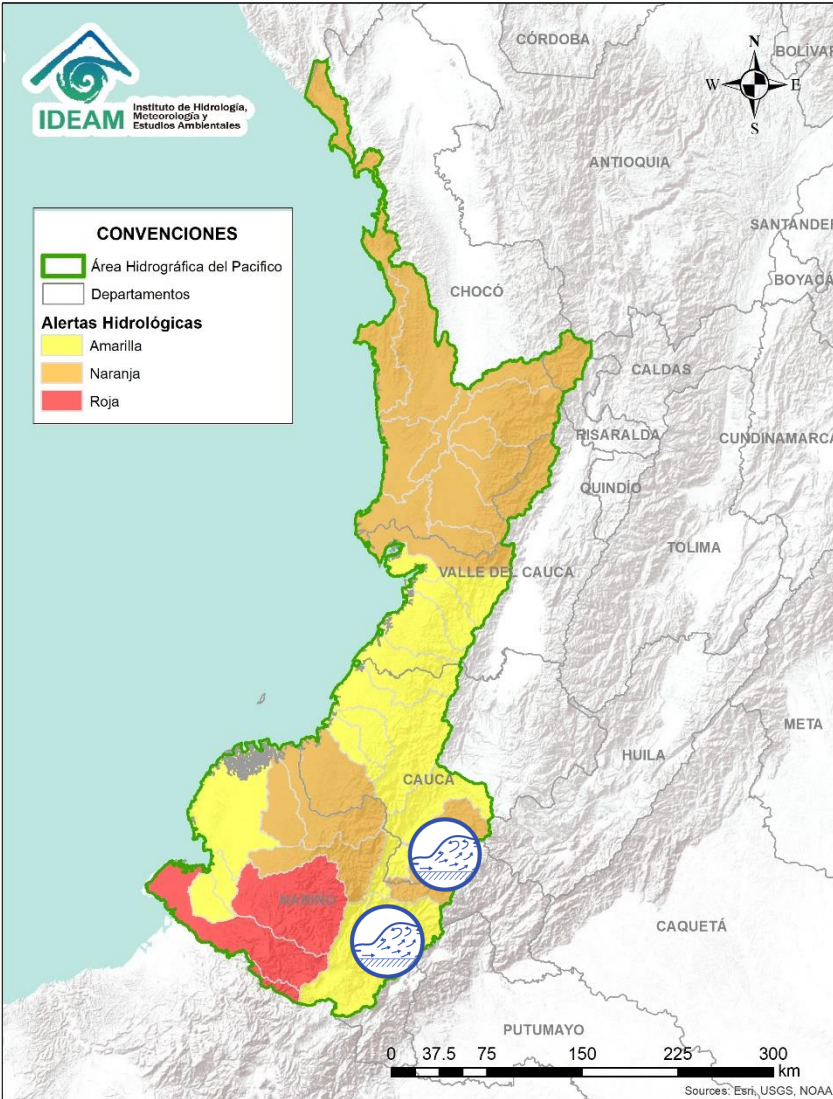 IDEAM
Instituto de Hidrología,
Meteorología y
Estudios Ambientales
N
W
E
S
CONVENCIONES
Área Hidrográfica del Pacifico
Departamentos
Alertas Hidrológicas
Amarilla
Naranja
Roja
CÓRDOBA
BOLÍVAR
ANTIOQUIA
SANTANDER
BOYACÁ
CHOCÓ
CALDAS
RISARALDA
CUNDINAMARCA
QUINDÍO
TOLIMA
VALLE DEL CAUCA
META
HUILA
CAUCA
NARIÑO
CAQUETÁ
PUTUMAYO
0 37.5 75 150 225 300
km
Sources: Esri, USGS, NOAA